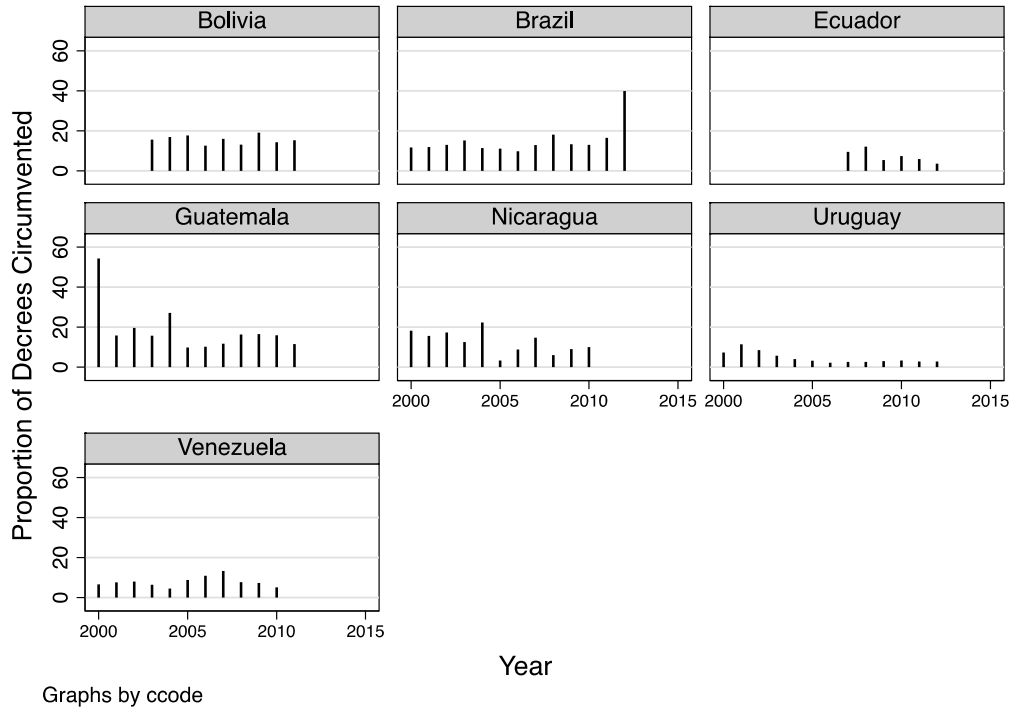 Bolivia
Brazil
Ecuador
0 20 40 60
Guatemala
Nicaragua
Uruguay
0 20 40 60
2000 2005 2010 2015
2000 2005 2010 2015
Venezuela
0 20 40 60
2000 2005 2010 2015
Proportion of Decrees Circumvented
Year
Graphs by ccode